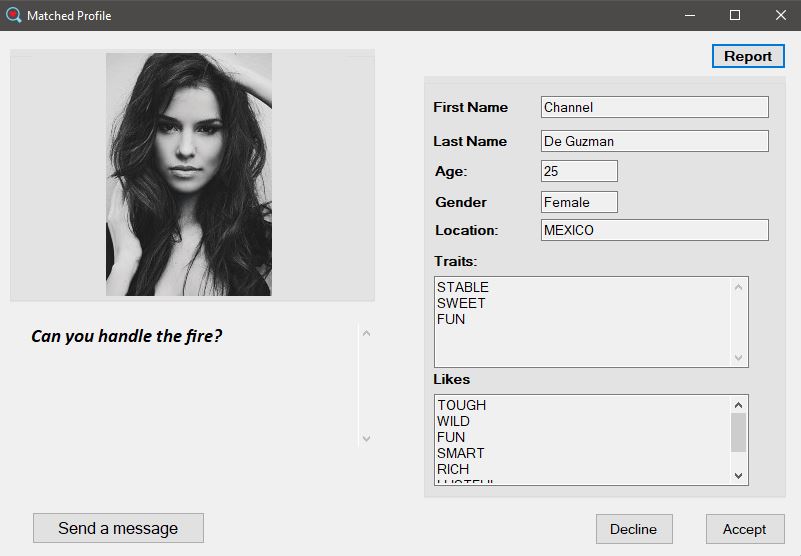 Matched Profile
Report
First Name Channel
Last Name De Guzman
Age: 25
Gender Female
Location: MEXICO
Traits:
STABLE
SWEET
FUN
Can you handle the fire?
Likes
TOUGH
WILD
FUN
SMART
RICH
Send a message
Decline
Accept